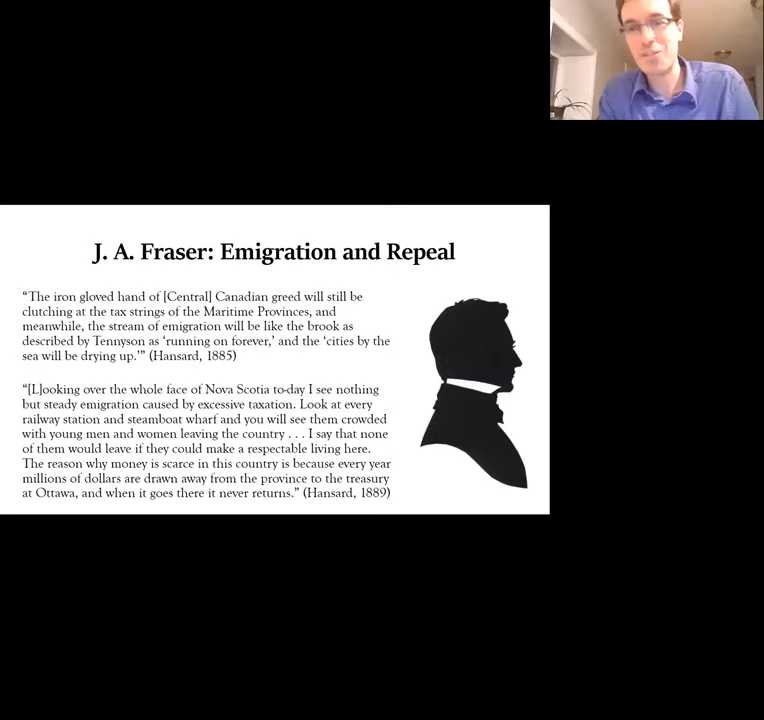 J. A. Fraser: Emigration and Repeal
“The iron gloved hand of [Central] Canadian greed will still be
clutching at the tax strings of the Maritime Provinces, and
meanwhile, the stream of emigration will be like the brook as
described by Tennyson as ‘running on forever,’ and the ‘cities by the
sea will be drying up.’” (Hansard, 1885)
“[L]ooking over the whole face of Nova Scotia to-day I see nothing
but steady emigration caused by excessive taxation. Look at every
railway station and steamboat wharf and you will see them crowded
with young men and women leaving the country . . . I say that none
of them would leave if they could make a respectable living here.
The reason why money is scarce in this country is because every year
millions of dollars are drawn away from the province to the treasury
at Ottawa, and when it goes there it never returns.” (Hansard, 1889)